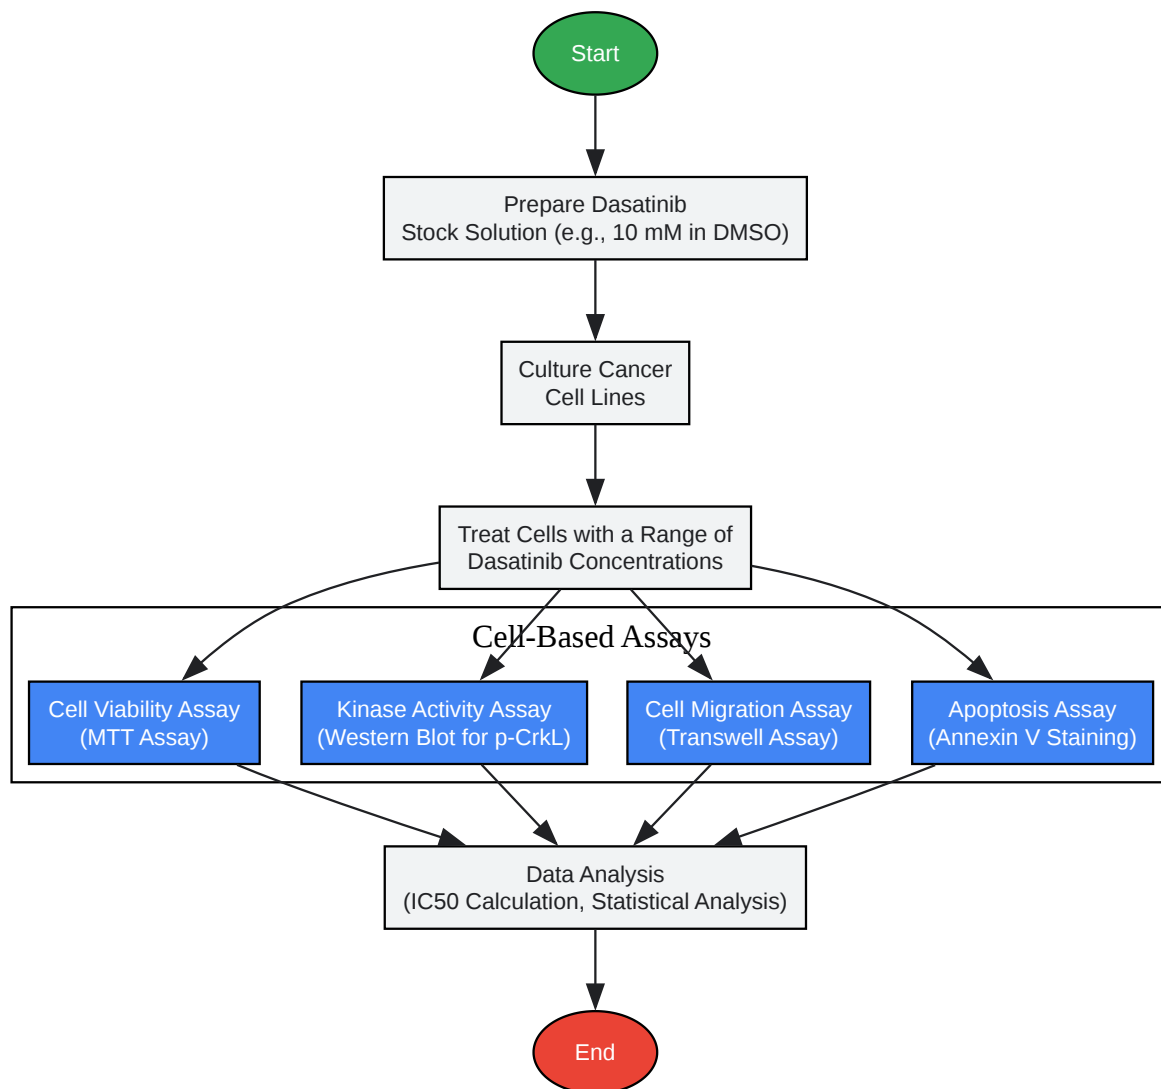 Start
Prepare Dasatinib
Stock Solution (e.g., 10 mM in DMSO)
Culture Cancer
Cell Lines
Treat Cells with a Range of
Dasatinib Concentrations
Cell-Based Assays
Cell Viability Assay
(MTT Assay)
Kinase Activity Assay
(Western Blot for p-CrkL)
Cell Migration Assay
(Transwell Assay)
Apoptosis Assay
(Annexin V Staining)
Data Analysis
(IC50 Calculation, Statistical Analysis)
End